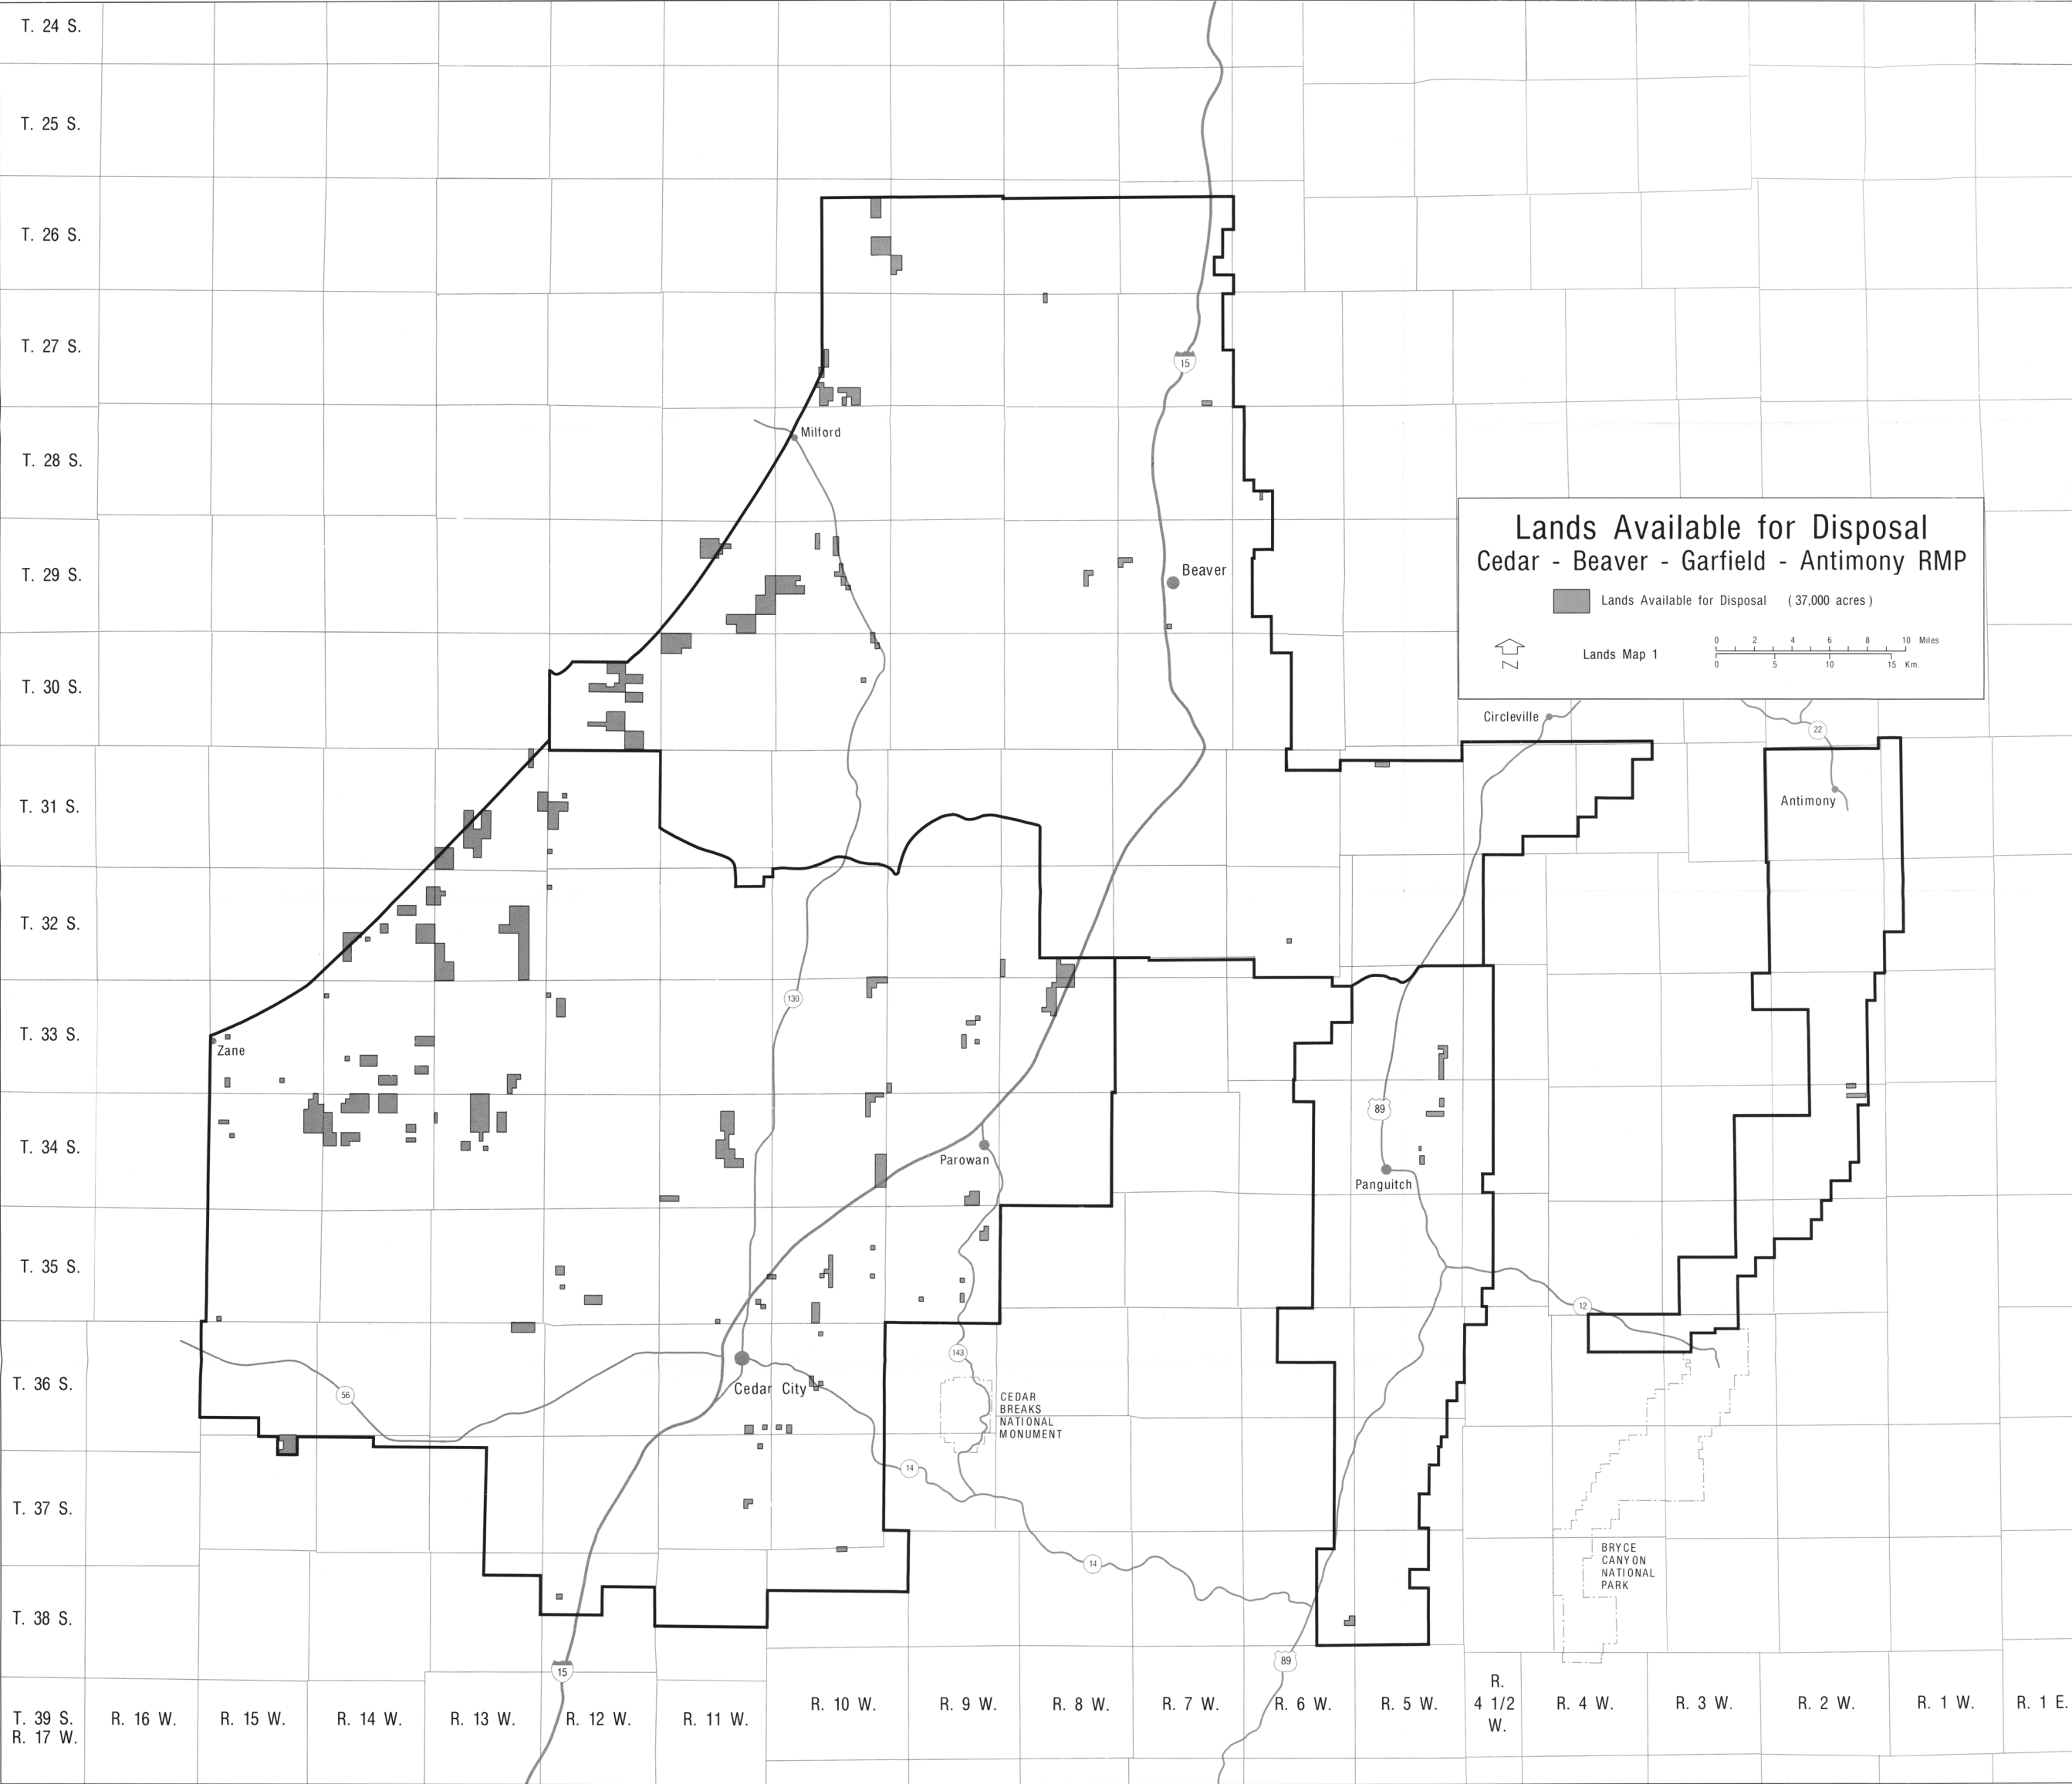 T. 24 S.
T. 25 S.
T. 26 S.
T. 27 S.
15
Milford
T. 28 S.
Lands Available for Disposal
Cedar - Beaver - Garfield - Antimony RMP
Lands Available for Disposal ( 37,000 acres )
Lands Map 1
N
0 2 4 6 8 10 Miles
0 5 10 15 Km.
T. 29 S.
Beaver
T. 30 S.
Circleville
22
T. 31 S.
Antimony
T. 32 S.
130
T. 33 S.
Zane
89
T. 34 S.
Parowan
Panguitch
T. 35 S.
12
143
T. 36 S.
56
Cedar City
CEDAR
BREAKS
NATIONAL
MONUMENT
14
T. 37 S.
14
BRYCE
CANYON
NATIONAL
PARK
T. 38 S.
15
89
T. 39 S.
R. 17 W.
R. 16 W.
R. 15 W.
R. 14 W.
R. 13 W.
R. 12 W.
R. 11 W.
R. 10 W.
R. 9 W.
R. 8 W.
R. 7 W.
R. 6 W.
R. 5 W.
R.
4 1/2
W.
R. 4 W.
R. 3 W.
R. 2 W.
R. 1 W.
R. 1 E.